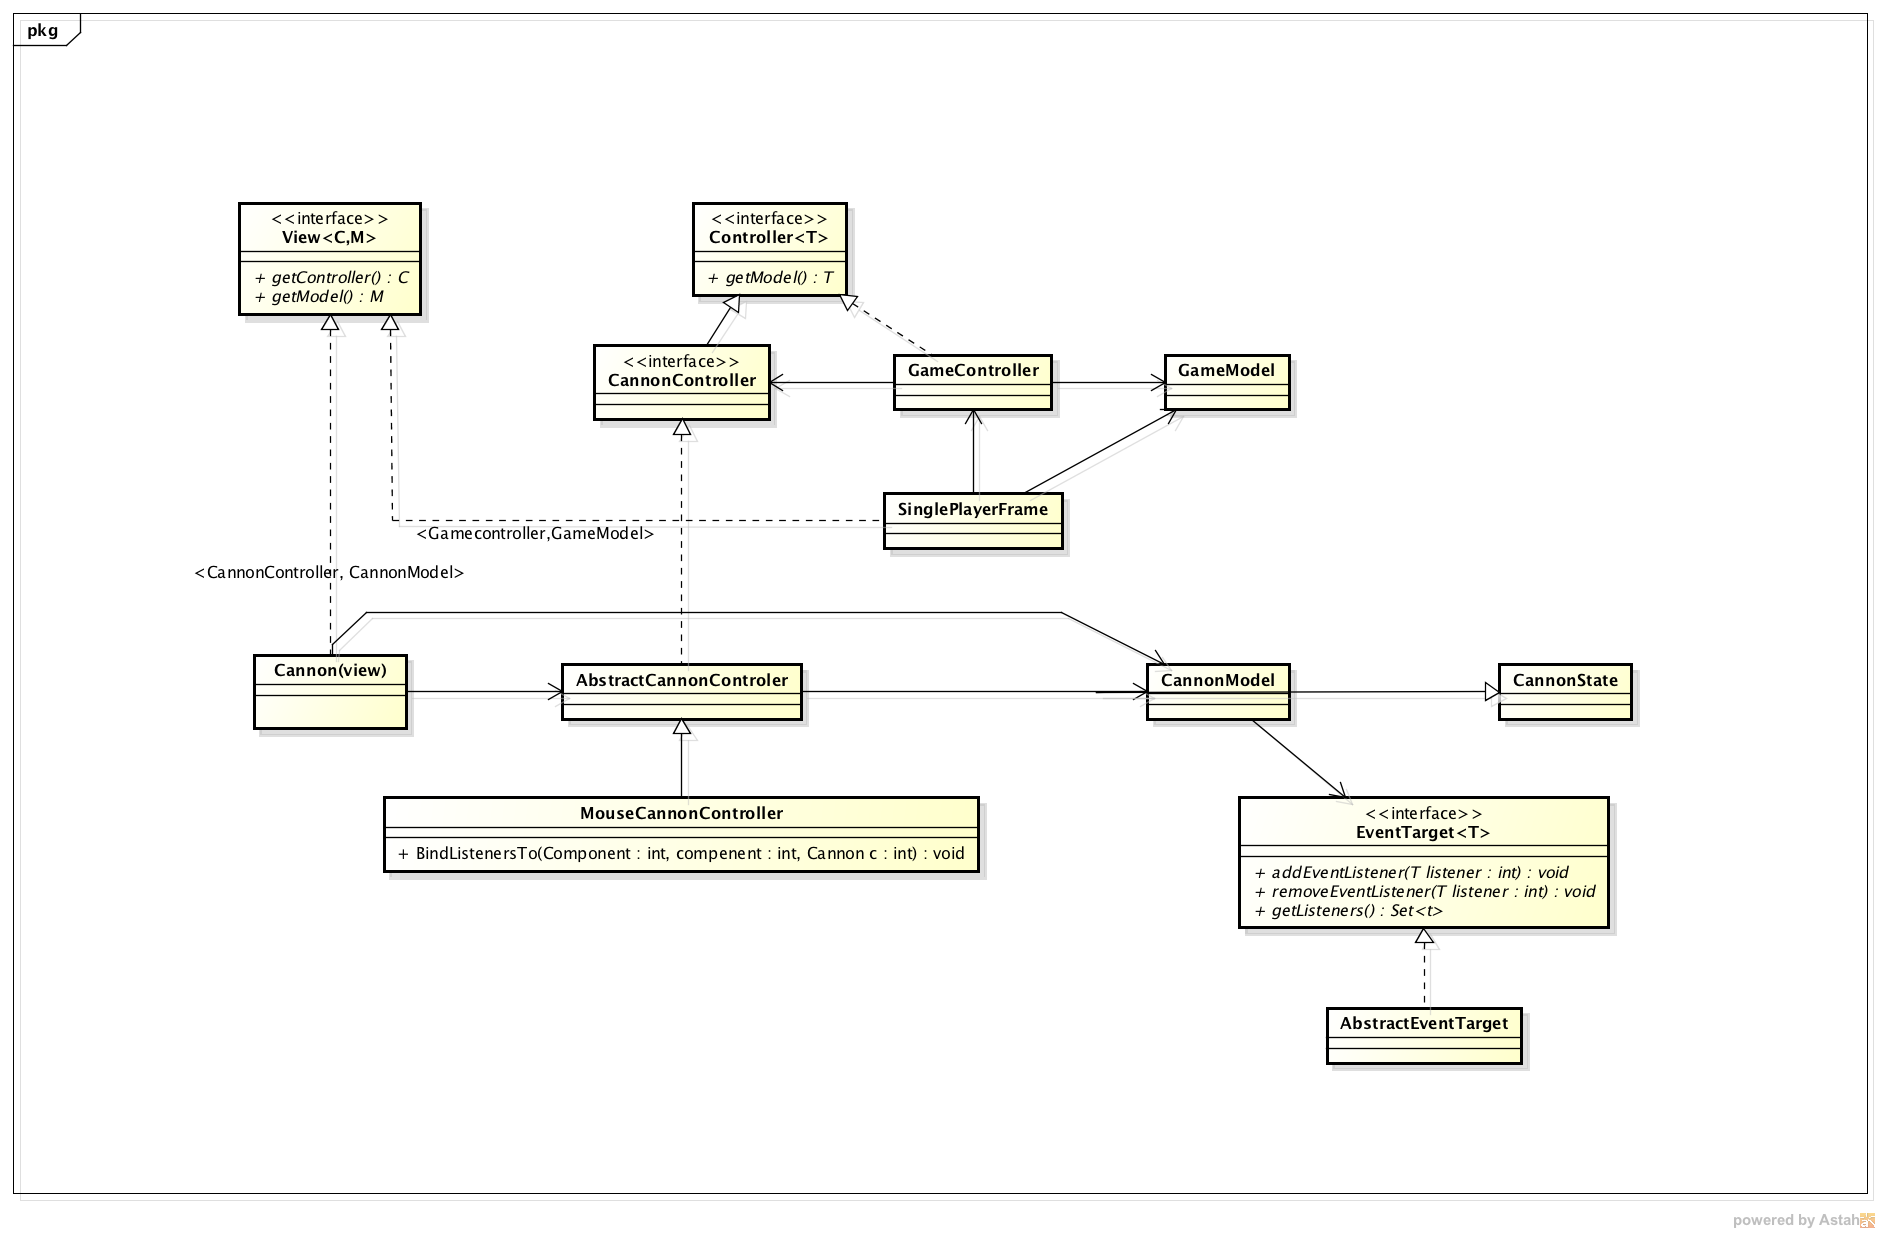 pkg
<<interface>>
View<C,M>
+ getController() : C
+ getModel() : M
<<interface>>
Controller<T>
+ getModel() : T
<<interface>>
CannonController
GameController
GameModel
SinglePlayerFrame
<Gamecontroller,GameModel>
<CannonController, CannonModel>
Cannon(view)
AbstractCannonControler
CannonModel
CannonState
MouseCannonController
+ BindListenersTo(Component : int, compenent : int, Cannon c : int) : void
<<interface>>
EventTarget<T>
+ addEventListener(T listener : int) : void
+ removeEventListener(T listener : int) : void
+ getListeners() : Set<t>
AbstractEventTarget
powered by Astah